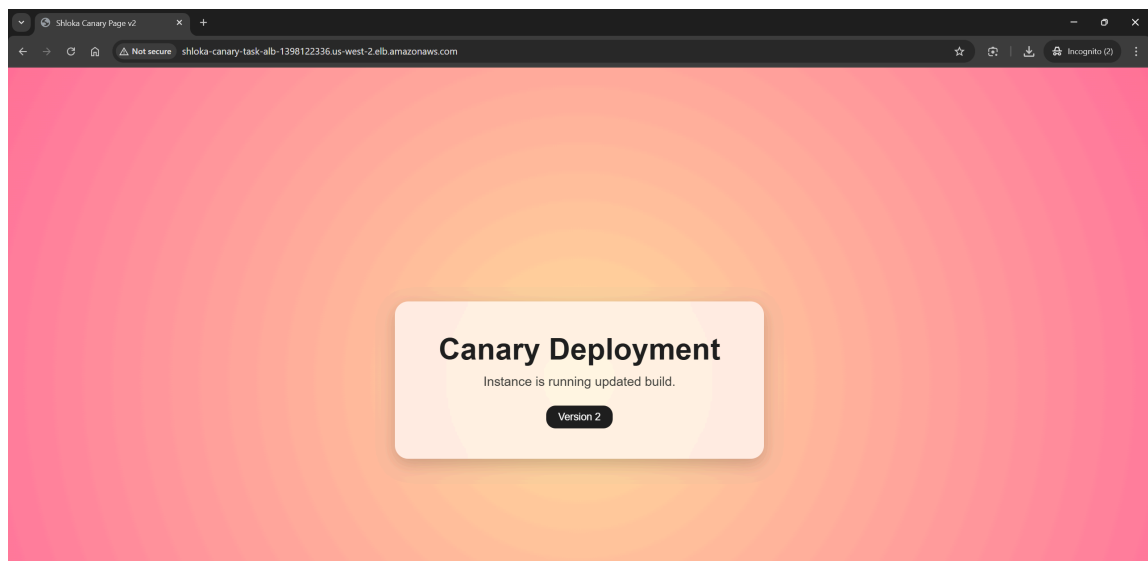 Shloka Canary Page v2
Not secure shloka-canary-task-alb-1398122336.us-west-2.elb.amazonaws.com Incognito (2)
Canary Deployment
Instance is running updated build.
Version 2